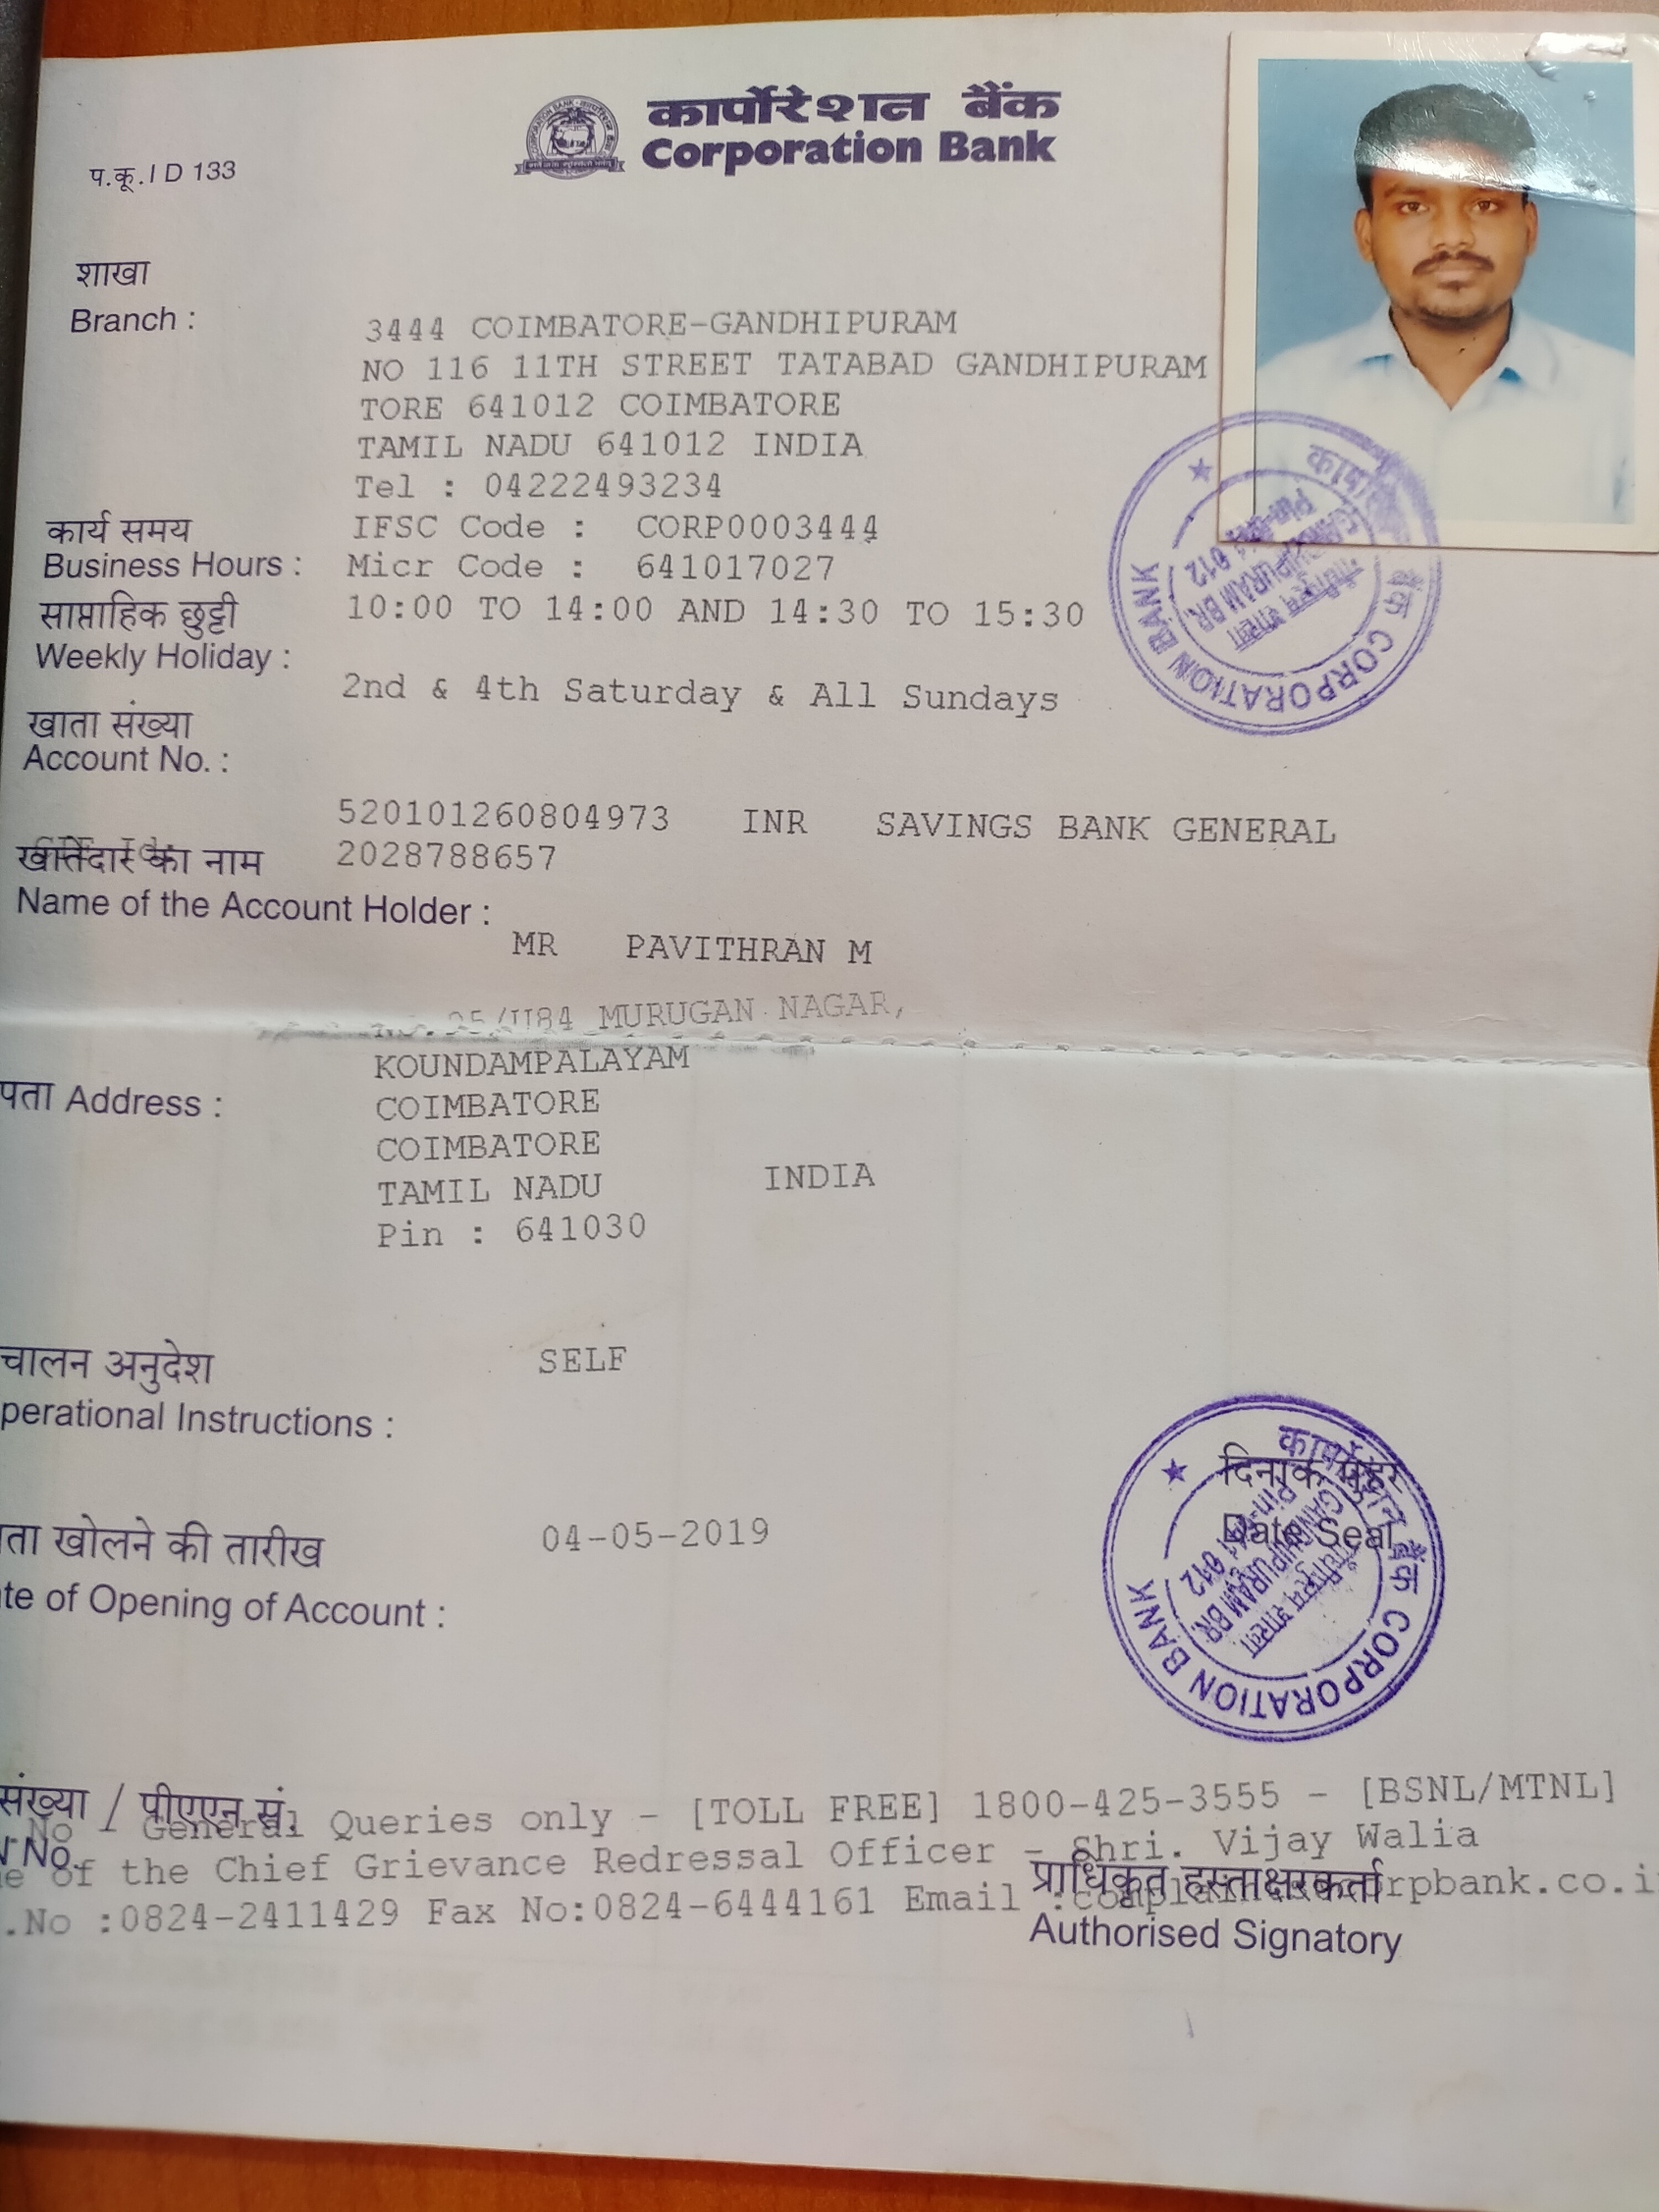 कार्पोरेशन बैंक
Corporation Bank
प.कू.I D 133
शाखा
Branch :
3444 COIMBATORE-GANDHIPURAM
NO 116 11TH STREET TATABAD GANDHIPURAM
TORE 641012 COIMBATORE
TAMIL NADU 641012 INDIA
Tel : 04222493234
कार्य समय
IFSC Code : CORP0003444
Business Hours :
Micr Code : 641017027
साप्ताहिक छुट्टी
10:00 TO 14:00 AND 14:30 TO 15:30
Weekly Holiday :
2nd & 4th Saturday & All Sundays
खाता संख्या
Account No. :
520101260804973 INR SAVINGS BANK GENERAL
खातेदार का नाम
2028788657
Name of the Account Holder :
MR PAVITHRAN M
MURUGAN NAGAR,
KOUNDAMPALAYAM
पता Address :
COIMBATORE
COIMBATORE
TAMIL NADU INDIA
Pin : 641030
चालन अनुदेश
SELF
perational Instructions :
ता खोलने की तारीख
04-05-2019
te of Opening of Account :
दिनांक मुहर
Date Seal
कार्पोरेशन बैंक CORPORATION BANK
गांधीपुरम शाखा
GANDHIPURAM BR.
संख्या / पीएएन सं.
No - General Queries only - [TOLL FREE] 1800-425-3555 - [BSNL/MTNL]
No.
e of the Chief Grievance Redressal Officer - Shri. Vijay Walia
प्राधिकृत हस्ताक्षरकर्ता
.No :0824-2411429 Fax No:0824-6444161 Email :
Authorised Signatory